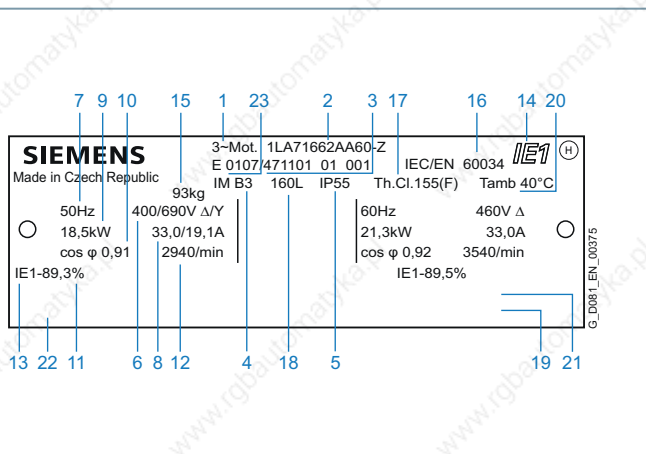 7 9 10 15 1 23 2 3 17 16 14 20
SIEMENS
Made in Czech Republic
3~Mot. 1LA71662AA60-Z
E 0107/471101 01 001
IEC/EN 60034
IE1 H
93kg
IM B3 160L IP55 Th.Cl.155(F) Tamb 40°C
50Hz 400/690V Δ/Y
18,5kW 33,0/19,1A
cos φ 0,91 2940/min
IE1-89,3%
60Hz 460V Δ
21,3kW 33,0A
cos φ 0,92 3540/min
IE1-89,5%
13 22 11 6 8 12 4 18 5 19 21
G_D081_EN_00375
www.rgbautomatyka.pl